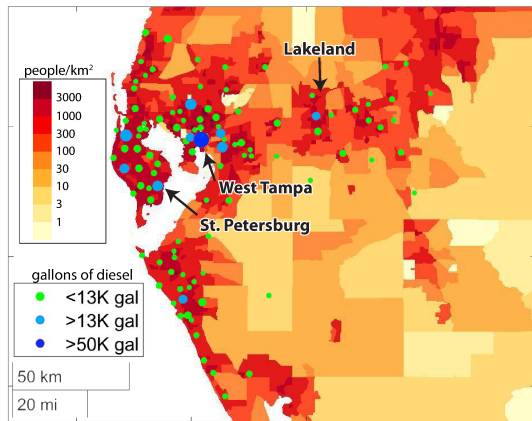 Lakeland
people/km²
3000
1000
300
100
30
10
3
1
West Tampa
St. Petersburg
gallons of diesel
<13K gal
>13K gal
>50K gal
50 km
20 mi